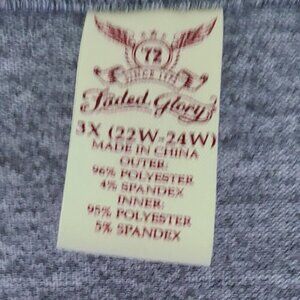 72
SINCE 1972
Faded Glory
3X (22W-24W)
MADE IN CHINA
OUTER:
96% POLYESTER
4% SPANDEX
INNER:
95% POLYESTER
5% SPANDEX